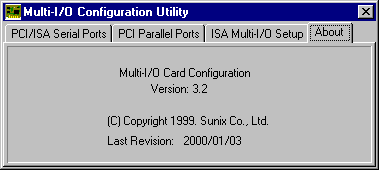 Multi-I/O Configuration Utility
PCI/ISA Serial Ports PCI Parallel Ports ISA Multi-I/O Setup About
Multi-I/O Card Configuration
Version: 3.2
(C) Copyright 1999. Sunix Co., Ltd.
Last Revision: 2000/01/03